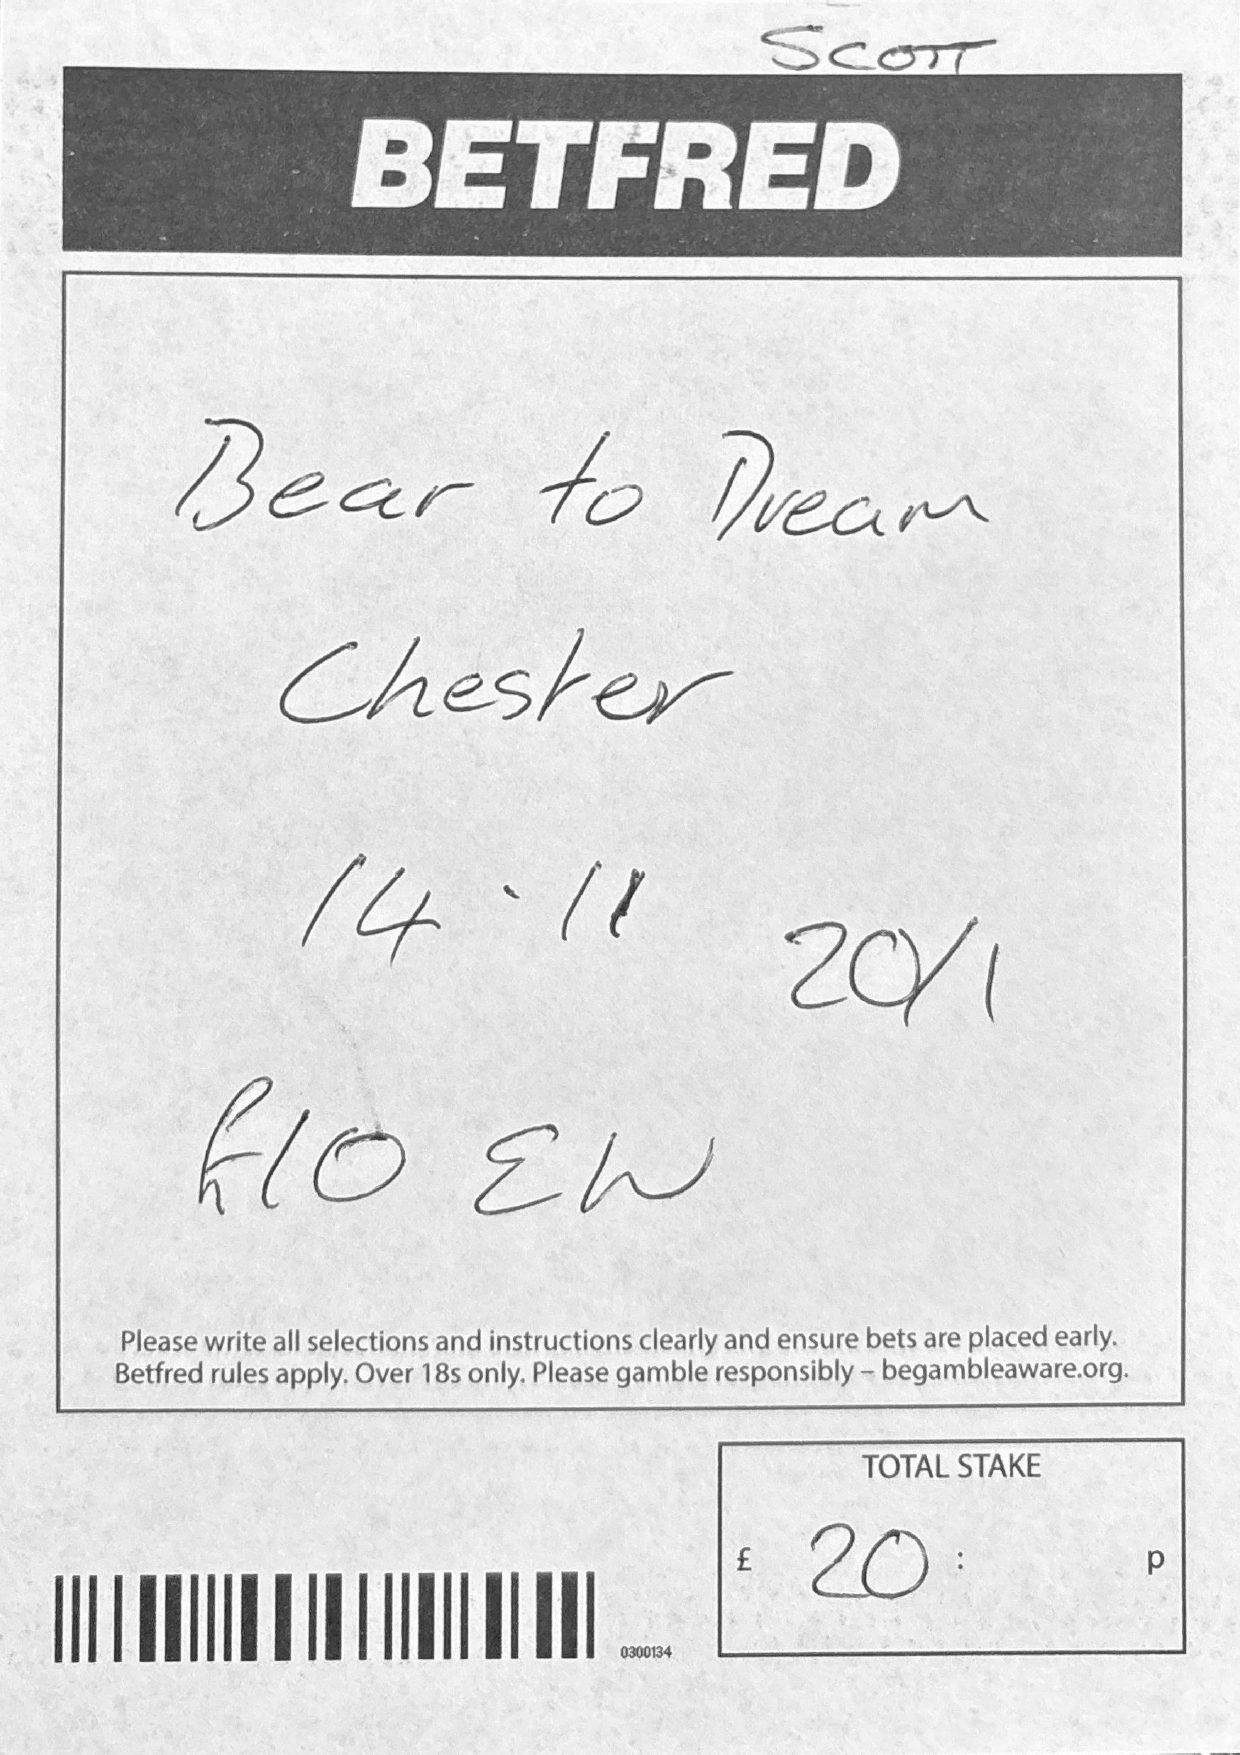 SCOTT
BETFRED
Bear to Dream
Chester
14.11
20/1
£10 EW
Please write all selections and instructions clearly and ensure bets are placed early.
Betfred rules apply. Over 18s only. Please gamble responsibly – begambleaware.org.
TOTAL STAKE
£ 20 : p
0300134